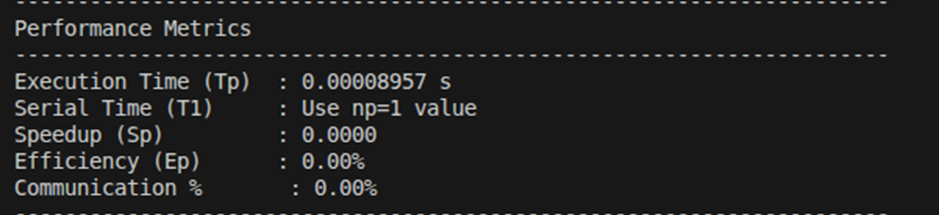 ----------------------------------------------------------------------
Performance Metrics
----------------------------------------------------------------------
Execution Time (Tp)  : 0.00008957 s
Serial Time (T1)     : Use np=1 value
Speedup (Sp)         : 0.0000
Efficiency (Ep)      : 0.00%
Communication %       : 0.00%
----------------------------------------------------------------------